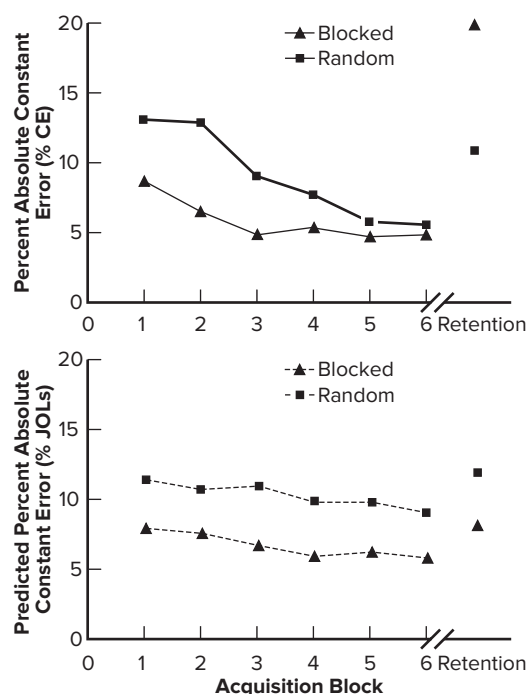 20
Blocked
Random
15
10
5
0
Percent Absolute Constant
Error (% CE)
0 1 2 3 4 5 6 Retention
20
Blocked
Random
15
10
5
0
Predicted Percent Absolute
Constant Error (% JOLs)
0 1 2 3 4 5 6 Retention
Acquisition Block